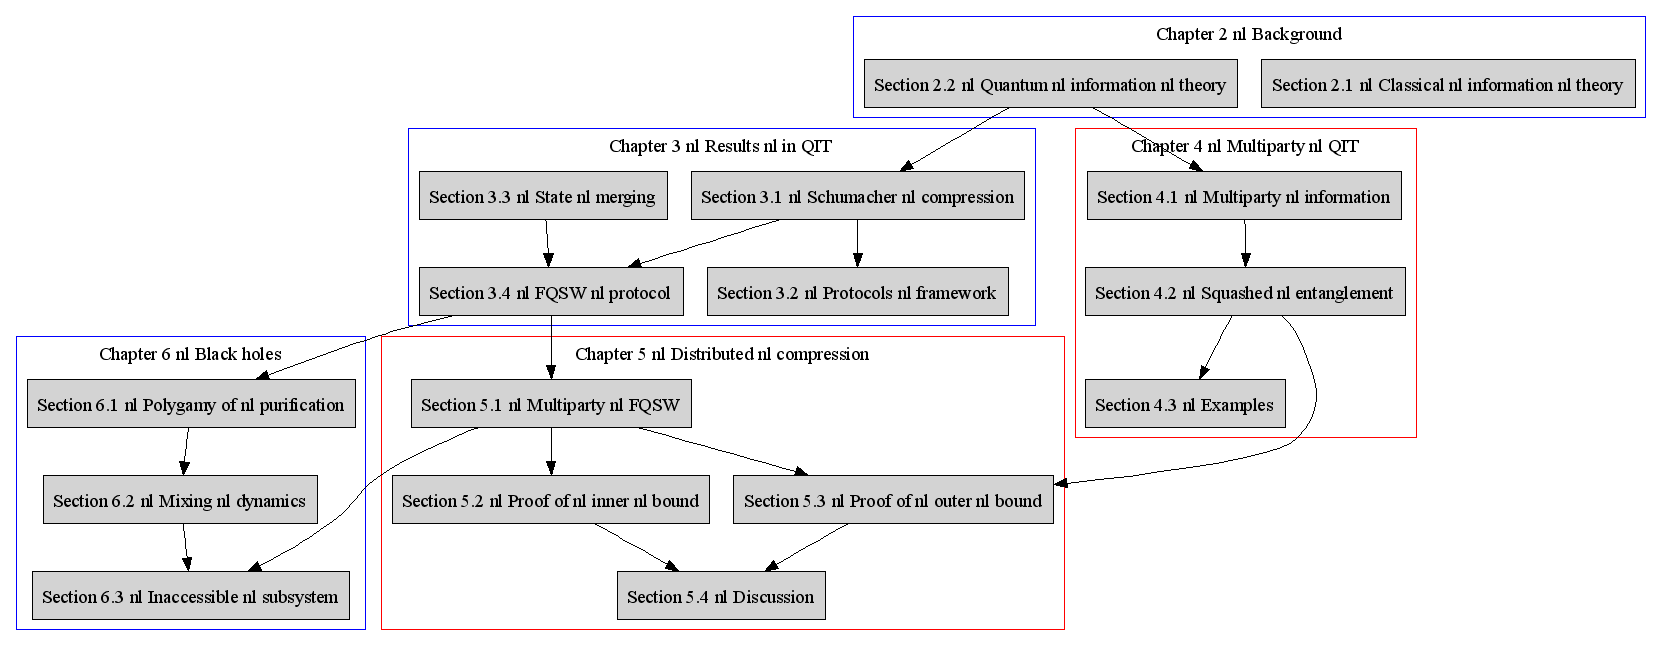 Chapter 2 nl Background
Section 2.2 nl Quantum nl information nl theory
Section 2.1 nl Classical nl information nl theory
Chapter 3 nl Results nl in QIT
Section 3.3 nl State nl merging
Section 3.1 nl Schumacher nl compression
Section 3.4 nl FQSW nl protocol
Section 3.2 nl Protocols nl framework
Chapter 4 nl Multiparty nl QIT
Section 4.1 nl Multiparty nl information
Section 4.2 nl Squashed nl entanglement
Section 4.3 nl Examples
Chapter 6 nl Black holes
Section 6.1 nl Polygamy of nl purification
Section 6.2 nl Mixing nl dynamics
Section 6.3 nl Inaccessible nl subsystem
Chapter 5 nl Distributed nl compression
Section 5.1 nl Multiparty nl FQSW
Section 5.2 nl Proof of nl inner nl bound
Section 5.3 nl Proof of nl outer nl bound
Section 5.4 nl Discussion